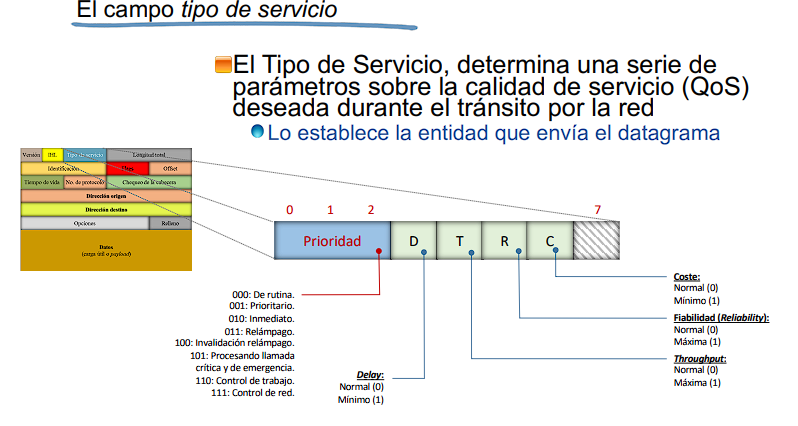 El campo tipo de servicio
El Tipo de Servicio, determina una serie de
parámetros sobre la calidad de servicio (QoS)
deseada durante el tránsito por la red
Lo establece la entidad que envía el datagrama
Versión IHL Tipo de servicio Longitud total
Identificación Offset
Tiempo de vida No. de protocolo Chequeo de la cabecera
Dirección origen
Dirección destino
Opciones Relleno
Datos
(carga útil o payload)
0 1 2 7
Prioridad D T R C
000: De rutina.
001: Prioritario.
010: Inmediato.
011: Relámpago.
100: Invalidación relámpago.
101: Procesando llamada
crítica y de emergencia.
110: Control de trabajo.
111: Control de red.
Delay:
Normal (0)
Mínimo (1)
Coste:
Normal (0)
Mínimo (1)
Fiabilidad (Reliability):
Normal (0)
Máxima (1)
Throughput:
Normal (0)
Máxima (1)